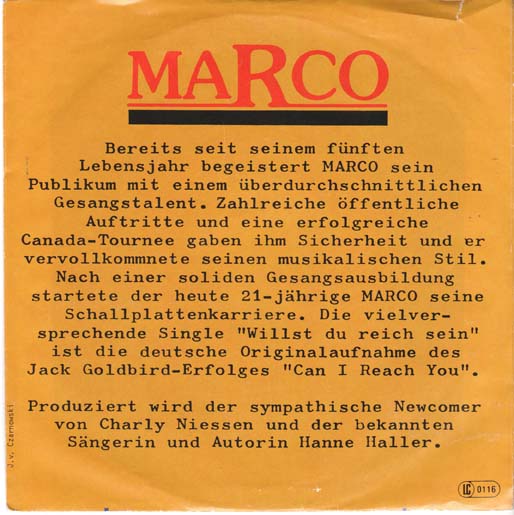 MARCO
Bereits seit seinem fünften
Lebensjahr begeistert MARCO sein
Publikum mit einem überdurchschnittlichen
Gesangstalent. Zahlreiche öffentliche
Auftritte und eine erfolgreiche
Canada-Tournee gaben ihm Sicherheit und er
vervollkommnete seinen musikalischen Stil.
Nach einer soliden Gesangsausbildung
startete der heute 21-jährige MARCO seine
Schallplattenkarriere. Die vielver-
sprechende Single "Willst du reich sein"
ist die deutsche Originalaufnahme des
Jack Goldbird-Erfolges "Can I Reach You".
Produziert wird der sympathische Newcomer
von Charly Niessen und der bekannten
Sängerin und Autorin Hanne Haller.
J.v. Czarnowski
LC 0116